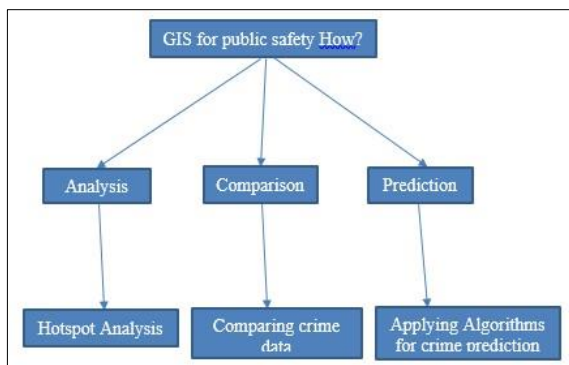 GIS for public safety How?
Analysis
Comparison
Prediction
Hotspot Analysis
Comparing crime
data
Applying Algorithms
for crime prediction